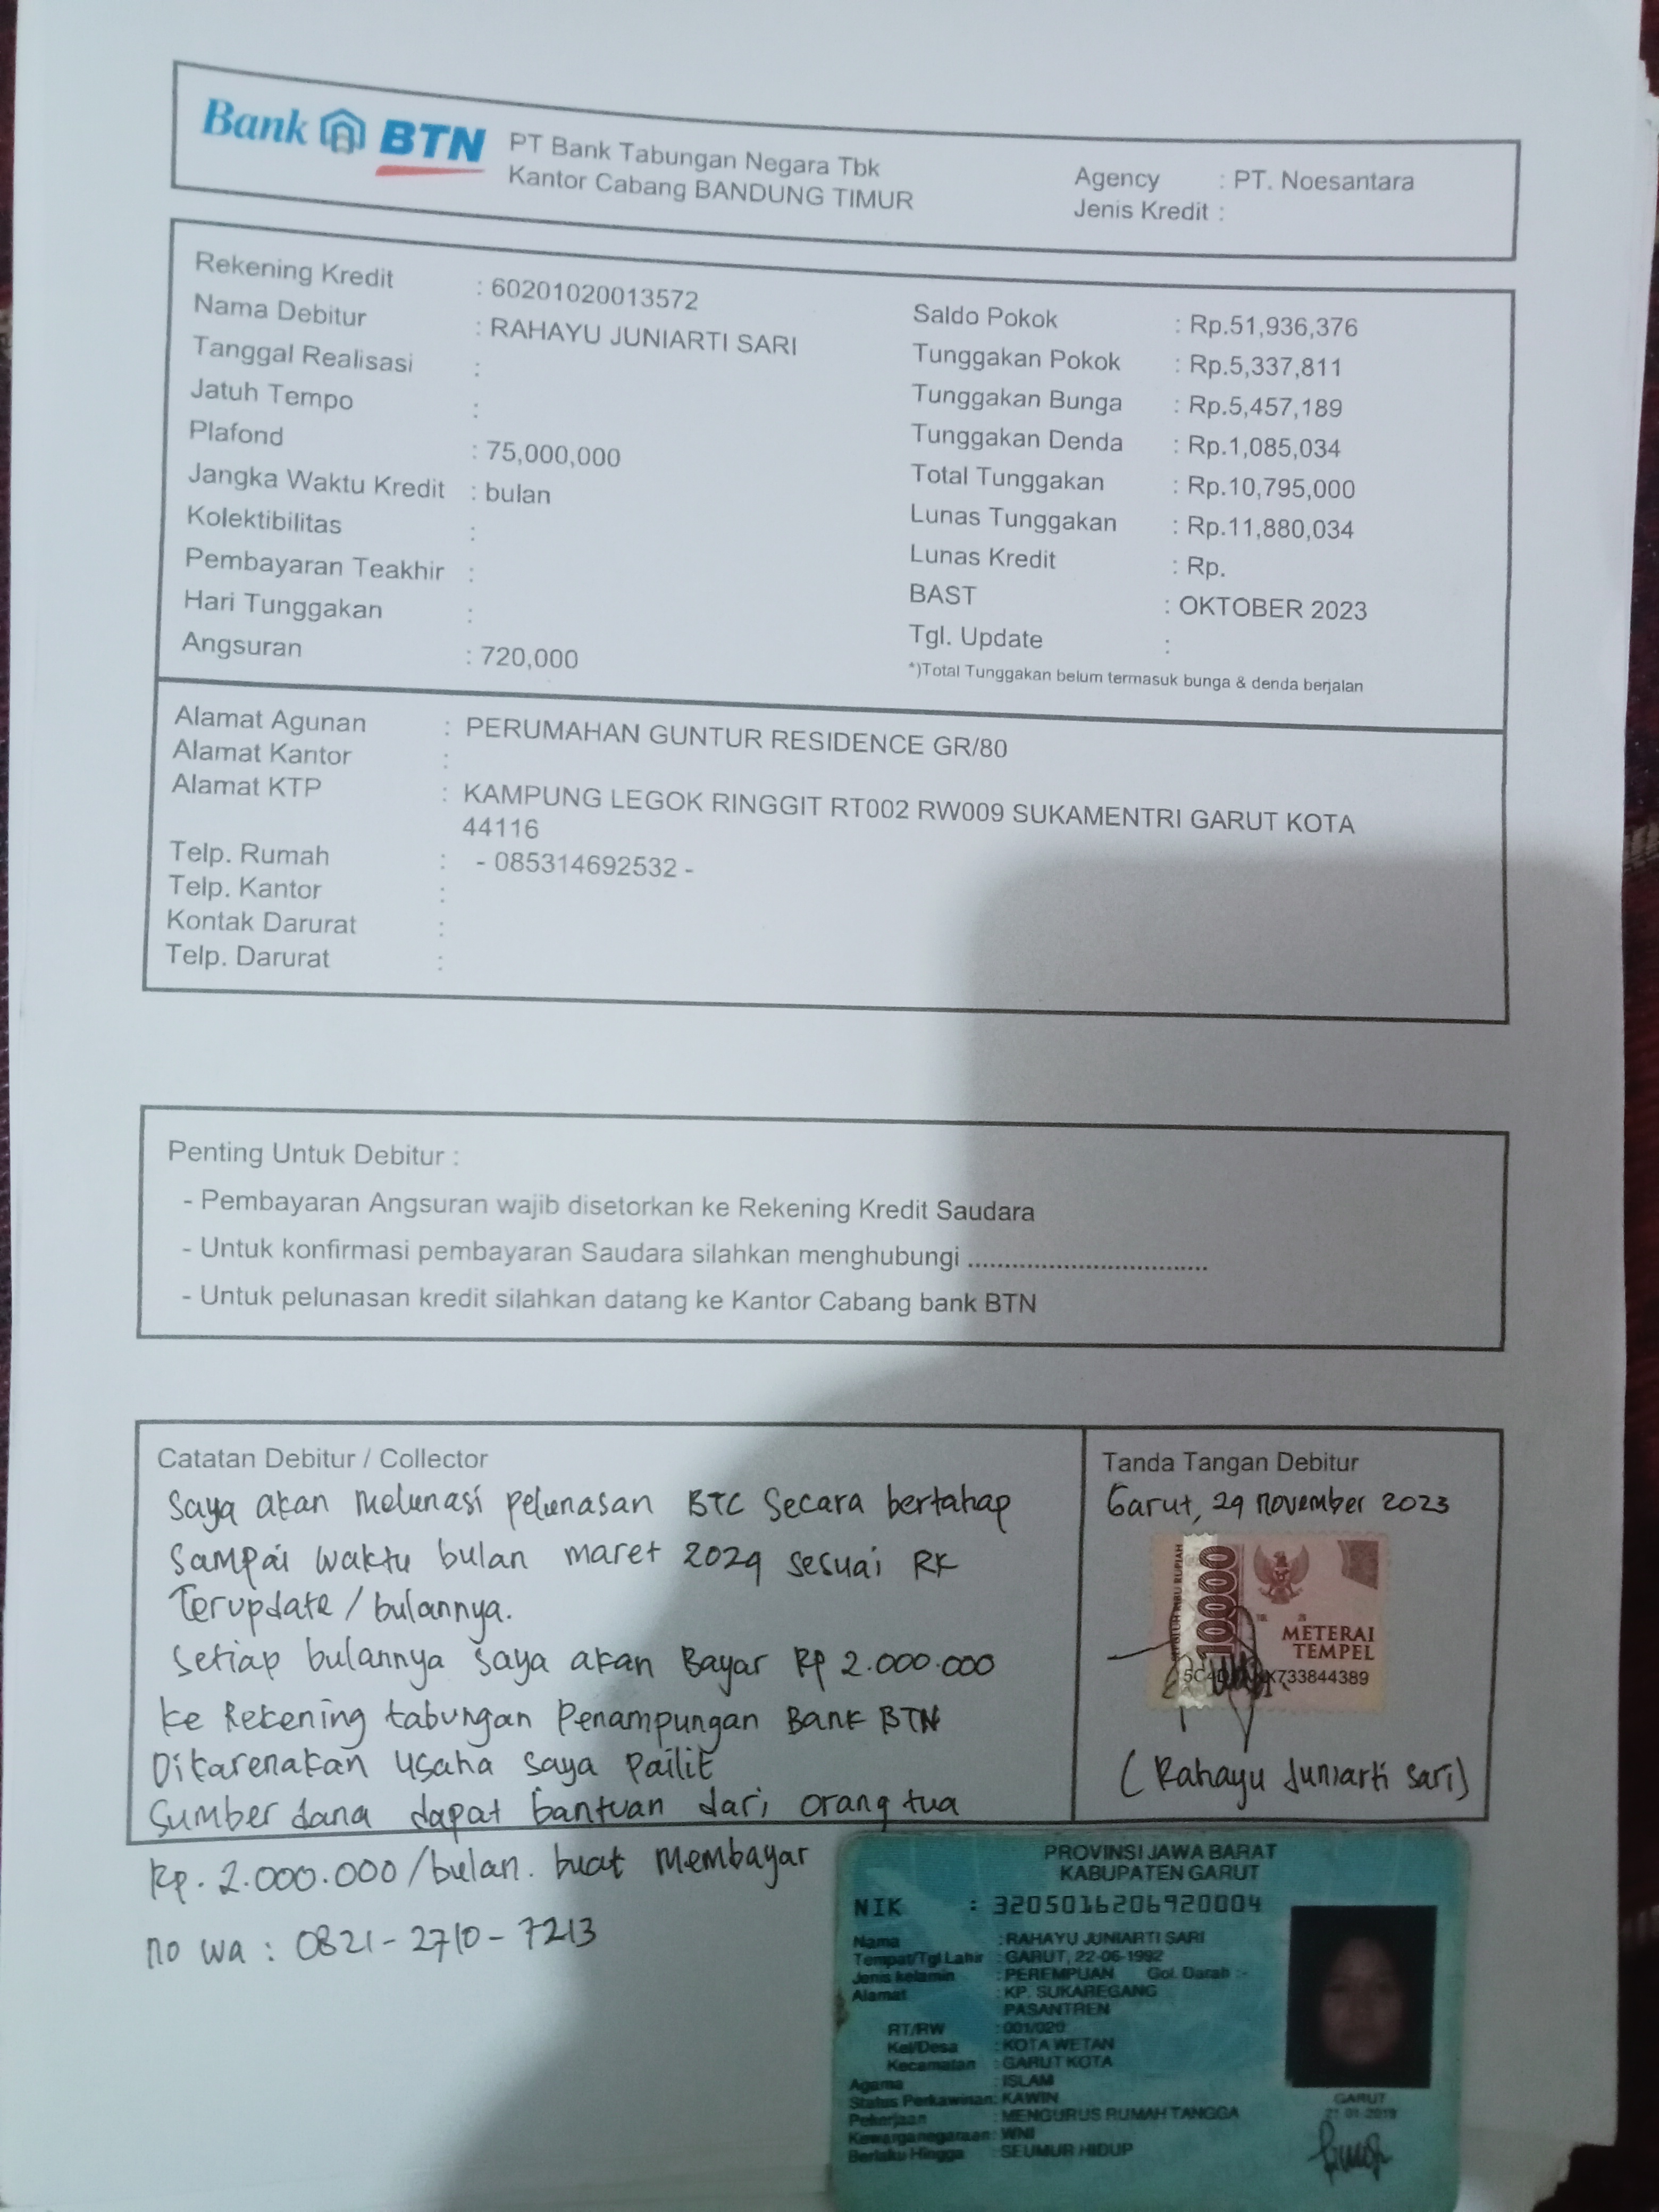 Bank BTN
PT Bank Tabungan Negara Tbk
Kantor Cabang BANDUNG TIMUR
Agency : PT. Noesantara
Jenis Kredit :
Rekening Kredit : 60201020013572
Nama Debitur : RAHAYU JUNIARTI SARI
Tanggal Realisasi :
Jatuh Tempo :
Plafond : 75,000,000
Jangka Waktu Kredit : bulan
Kolektibilitas :
Pembayaran Teakhir :
Hari Tunggakan :
Angsuran : 720,000
Saldo Pokok : Rp.51,936,376
Tunggakan Pokok : Rp.5,337,811
Tunggakan Bunga : Rp.5,457,189
Tunggakan Denda : Rp.1,085,034
Total Tunggakan : Rp.10,795,000
Lunas Tunggakan : Rp.11,880,034
Lunas Kredit : Rp.
BAST : OKTOBER 2023
Tgl. Update :
*)Total Tunggakan belum termasuk bunga & denda berjalan
Alamat Agunan : PERUMAHAN GUNTUR RESIDENCE GR/80
Alamat Kantor :
Alamat KTP : KAMPUNG LEGOK RINGGIT RT002 RW009 SUKAMENTRI GARUT KOTA
44116
Telp. Rumah : - 085314692532 -
Telp. Kantor :
Kontak Darurat :
Telp. Darurat :
Penting Untuk Debitur :
- Pembayaran Angsuran wajib disetorkan ke Rekening Kredit Saudara
- Untuk konfirmasi pembayaran Saudara silahkan menghubungi ................................
- Untuk pelunasan kredit silahkan datang ke Kantor Cabang bank BTN
Catatan Debitur / Collector
Saya akan melunasi pelunasan BTC Secara bertahap
Sampai waktu bulan maret 2024 sesuai RK
Terupdate / bulannya.
Setiap bulannya saya akan Bayar Rp 2.000.000
ke Rekening tabungan Penampungan Bank BTN
Dikarenakan usaha saya Pailit
Sumber dana dapat bantuan dari orang tua
Rp. 2.000.000 / bulan. buat membayar
no wa : 0821-2710-7213
Tanda Tangan Debitur
Garut, 29 november 2023
SEPULUH RIBU RUPIAH
10000
METERAI
TEMPEL
X733844389
(Rahayu Juniarti Sari)
PROVINSI JAWA BARAT
KABUPATEN GARUT
NIK : 3205016206920004
Nama : RAHAYU JUNIARTI SARI
Tempat/Tgl Lahir : GARUT, 22-06-1992
Jenis kelamin : PEREMPUAN Gol. Darah :-
Alamat : KP. SUKAREGANG
PASANTREN
RT/RW : 001/020
Kel/Desa : KOTA WETAN
Kecamatan : GARUT KOTA
Agama : ISLAM
Status Perkawinan: KAWIN
Pekerjaan : MENGURUS RUMAH TANGGA
Kewarganegaraan: WNI
Berlaku Hingga : SEUMUR HIDUP
GARUT